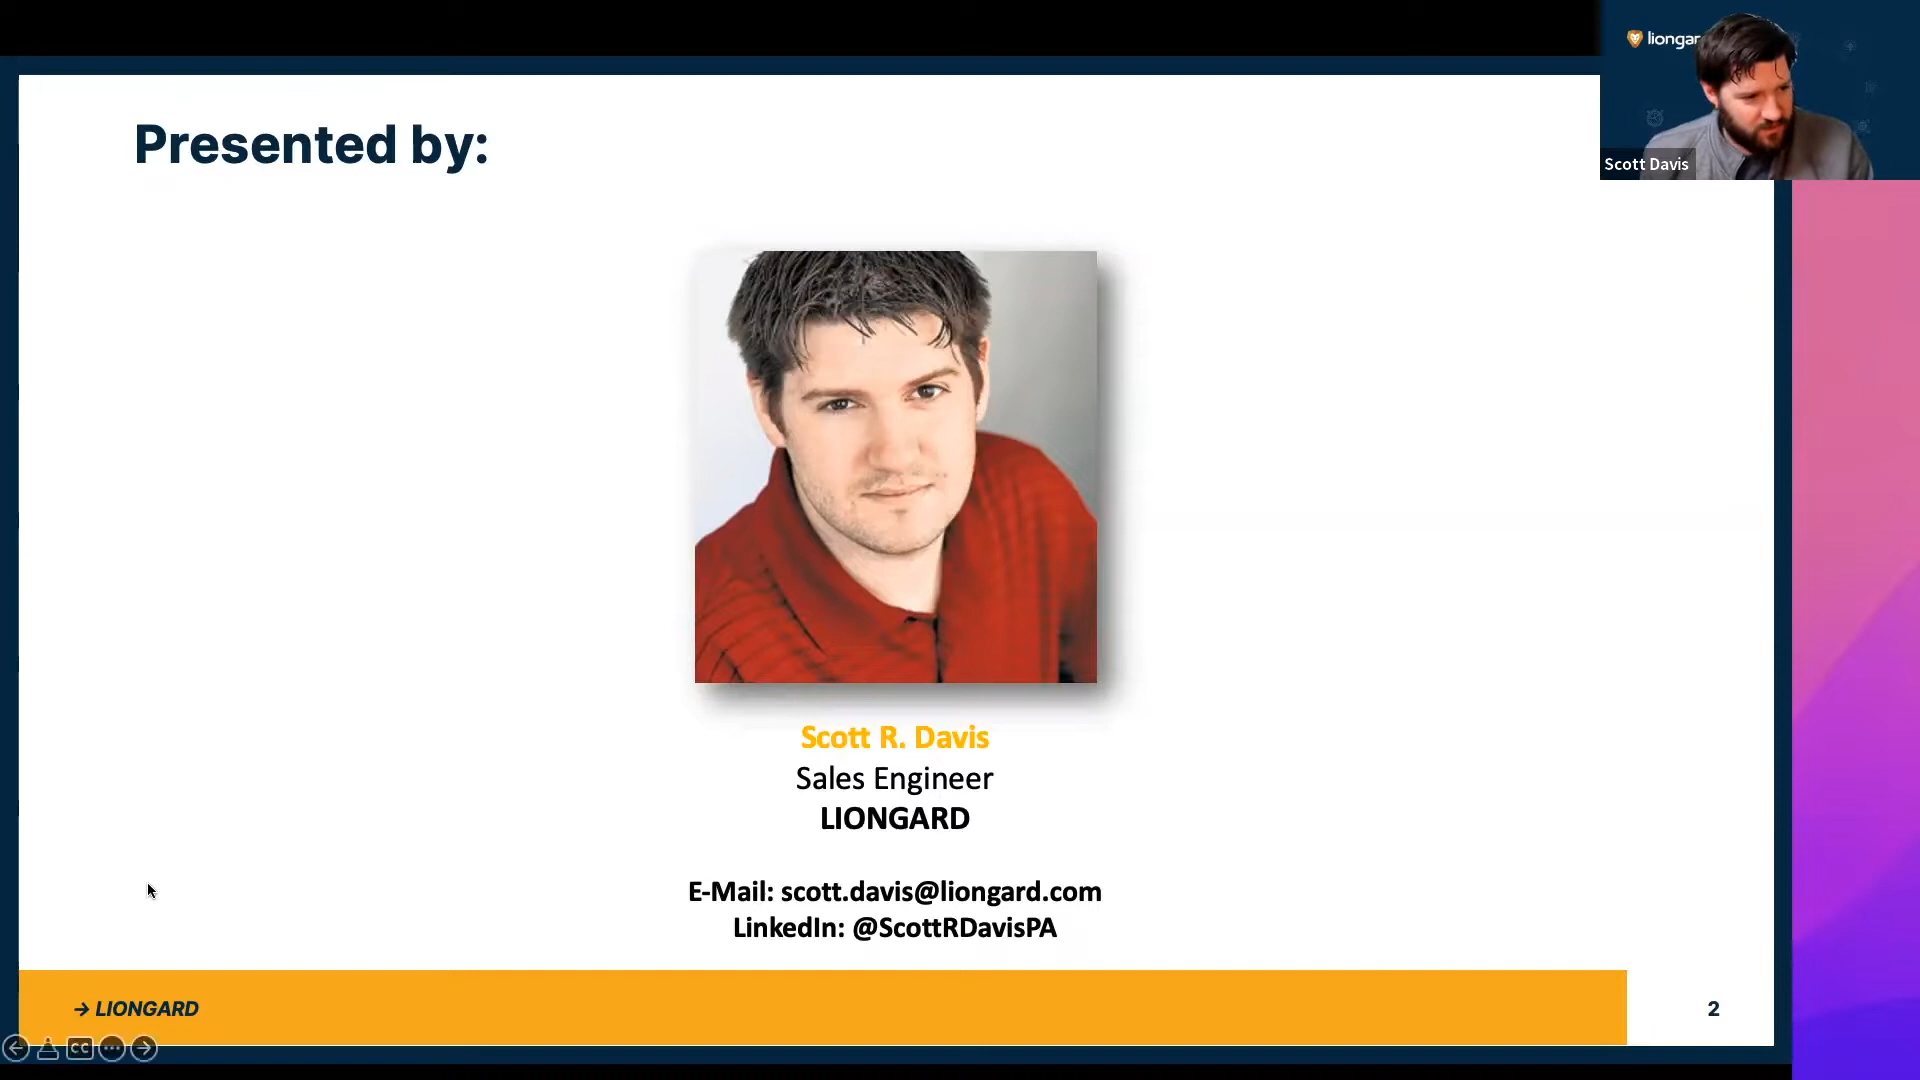 Presented by:
liongar
Scott Davis
Scott R. Davis
Sales Engineer
LIONGARD
E-Mail: scott.davis@liongard.com
LinkedIn: @ScottRDavisPA
→ LIONGARD
2
CC